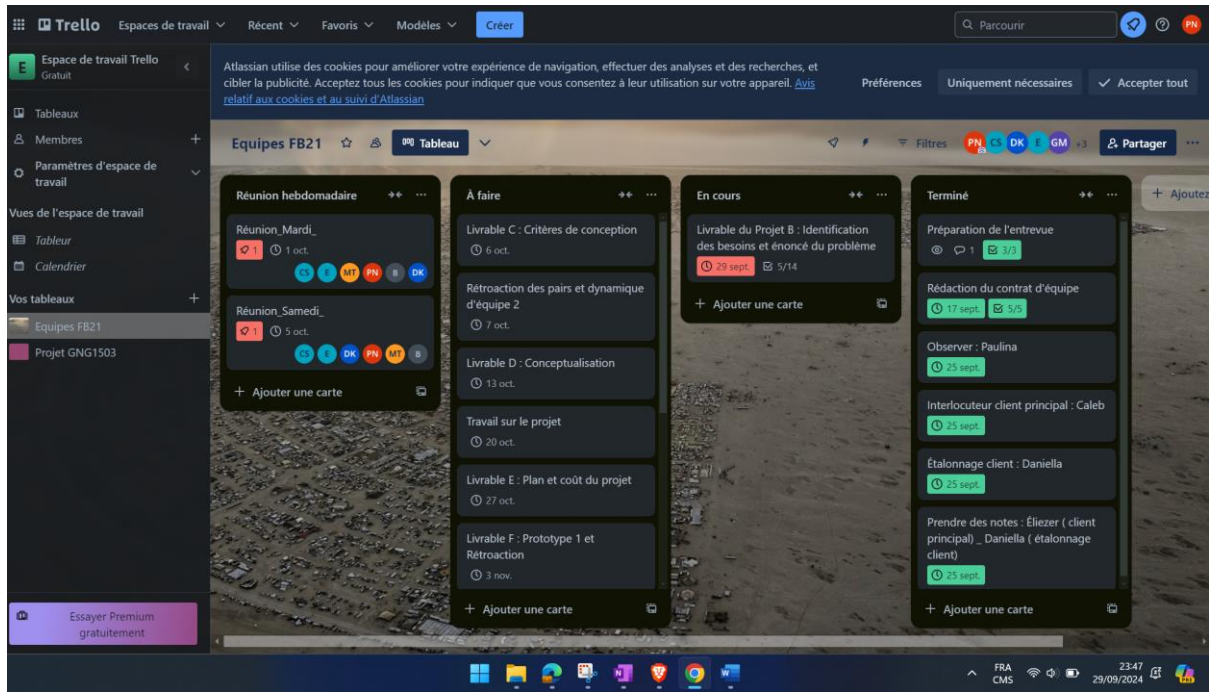 Trello Espaces de travail Récent Favoris Modèles Créer Parcourir PN
E Espace de travail Trello
Gratuit
Atlassian utilise des cookies pour améliorer votre expérience de navigation, effectuer des analyses et des recherches, et
cibler la publicité. Acceptez tous les cookies pour indiquer que vous consentez à leur utilisation sur votre appareil. Avis
relatif aux cookies et au suivi d'Atlassian
Préférences Uniquement nécessaires Accepter tout
Tableaux
Membres
Paramètres d'espace de
travail
Vues de l'espace de travail
Tableur
Calendrier
Vos tableaux
Equipes FB21
Projet GNG1503
Essayer Premium
gratuitement
Equipes FB21 Tableau Filtres PN CS DK E GM +3 Partager
Réunion hebdomadaire
Réunion_Mardi_
1 1 oct.
CS E MT PN B DK
Réunion_Samedi_
1 5 oct.
CS E DK PN MT B
+ Ajouter une carte
À faire
Livrable C : Critères de conception
6 oct.
Rétroaction des pairs et dynamique
d'équipe 2
7 oct.
Livrable D : Conceptualisation
13 oct.
Travail sur le projet
20 oct.
Livrable E : Plan et coût du projet
27 oct.
Livrable F : Prototype 1 et
Rétroaction
3 nov.
+ Ajouter une carte
En cours
Livrable du Projet B : Identification
des besoins et énoncé du problème
29 sept. 5/14
+ Ajouter une carte
Terminé
Préparation de l'entrevue
1 3/3
Rédaction du contrat d'équipe
17 sept. 5/5
Observer : Paulina
25 sept.
Interlocuteur client principal : Caleb
25 sept.
Étalonnage client : Daniella
25 sept.
Prendre des notes : Éliezer ( client
principal) _ Daniella ( étalonnage
client)
25 sept.
+ Ajouter une carte
+ Ajoutez
FRA
CMS
23:47
29/09/2024